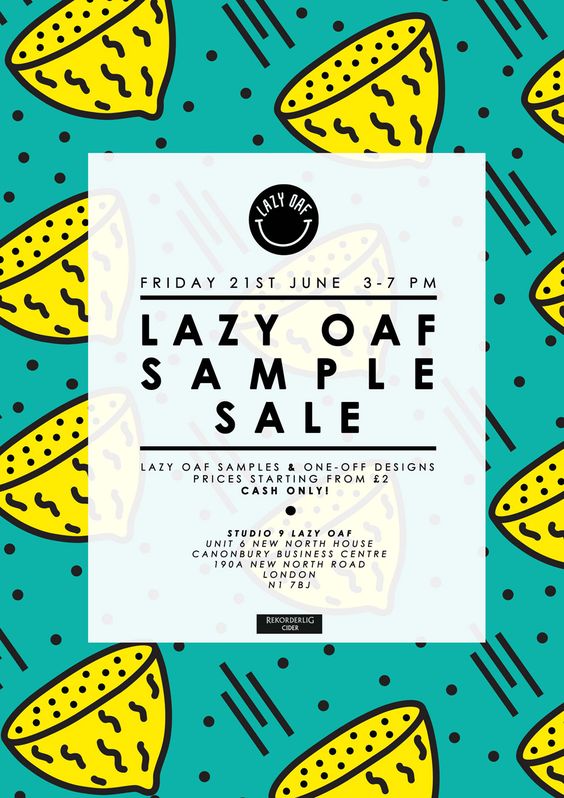 LAZY OAF
FRIDAY 21ST JUNE 3-7 PM
LAZY OAF
SAMPLE
SALE
LAZY OAF SAMPLES & ONE-OFF DESIGNS
PRICES STARTING FROM £2
CASH ONLY!
STUDIO 9 LAZY OAF
UNIT 6 NEW NORTH HOUSE
CANONBURY BUSINESS CENTRE
190A NEW NORTH ROAD
LONDON
N1 7BJ
REKORDERLIG
CIDER